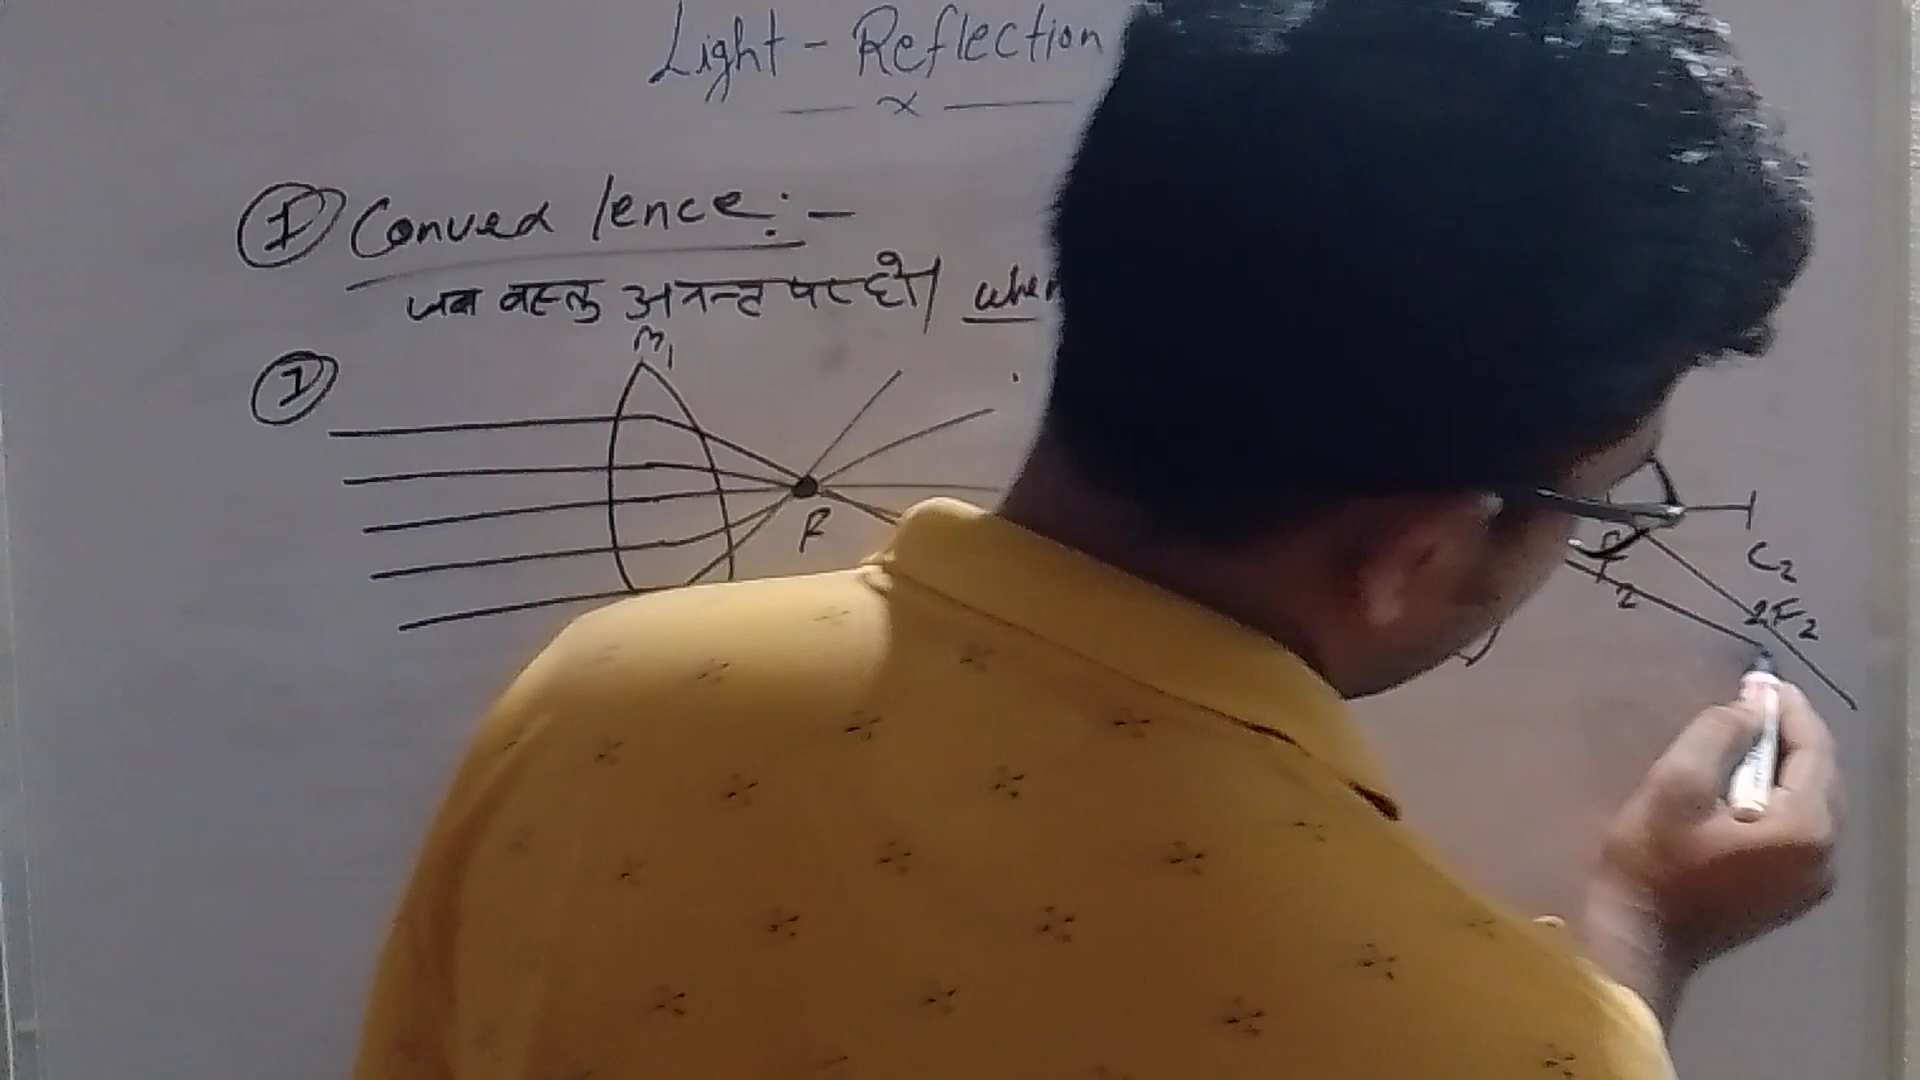 Light - Reflection
① Convex lence :-
जब वस्तु अनन्त पर हो। when
M1
①
F
F2
C2
2F2